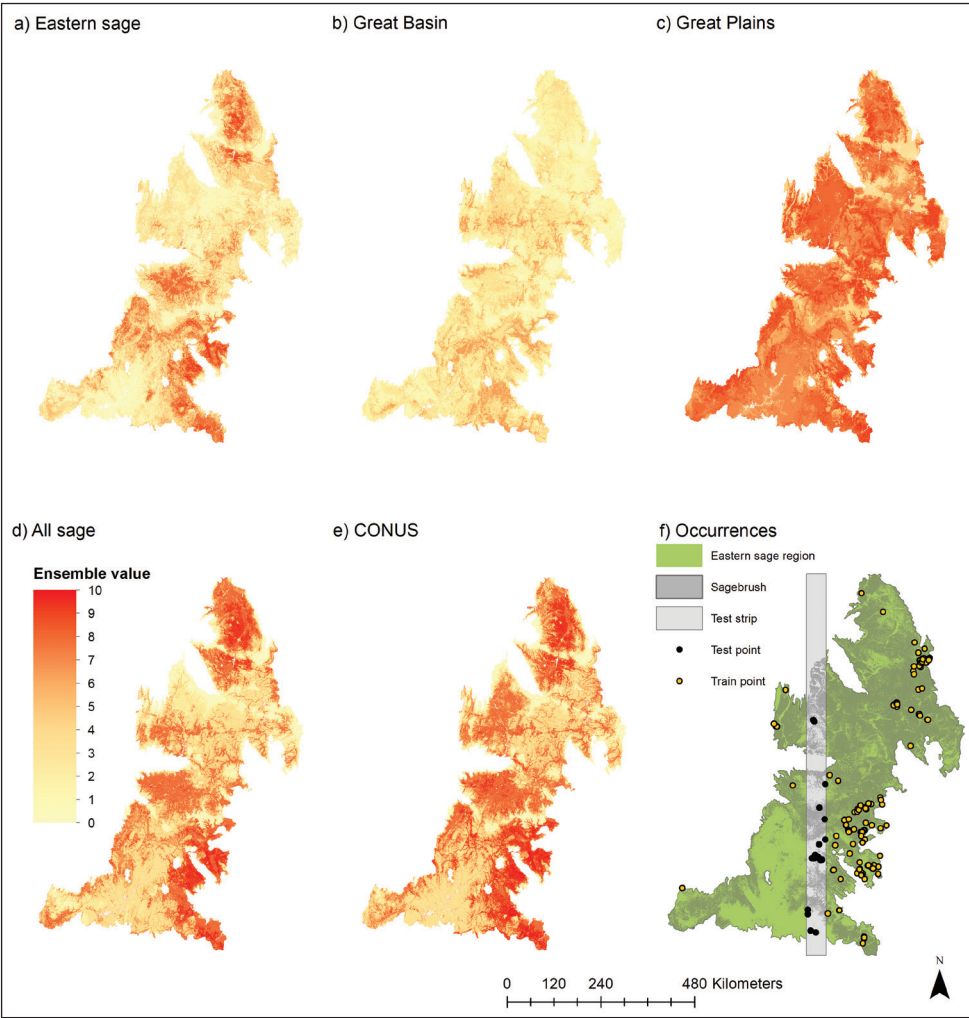 a) Eastern sage
b) Great Basin
c) Great Plains
d) All sage
Ensemble value
10
9
8
7
6
5
4
3
2
1
0
e) CONUS
f) Occurrences
Eastern sage region
Sagebrush
Test strip
Test point
Train point
0 120 240 480 Kilometers
N